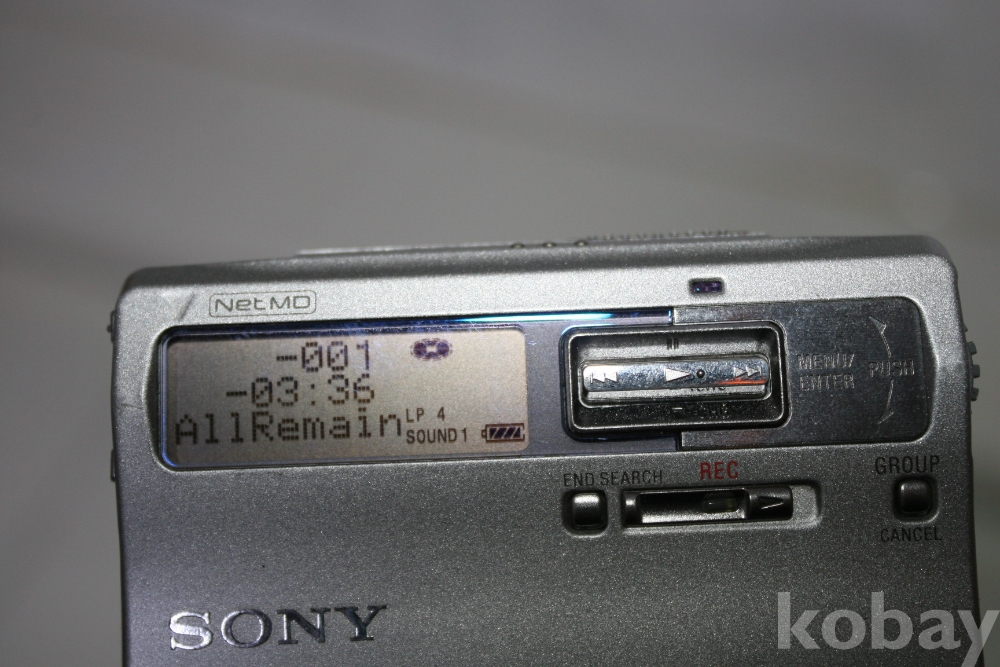 NetMD
-001
-03:36
AllRemain
LP 4
SOUND 1
MENU/
ENTER
PUSH
END SEARCH
REC
GROUP
CANCEL
SONY
kobay